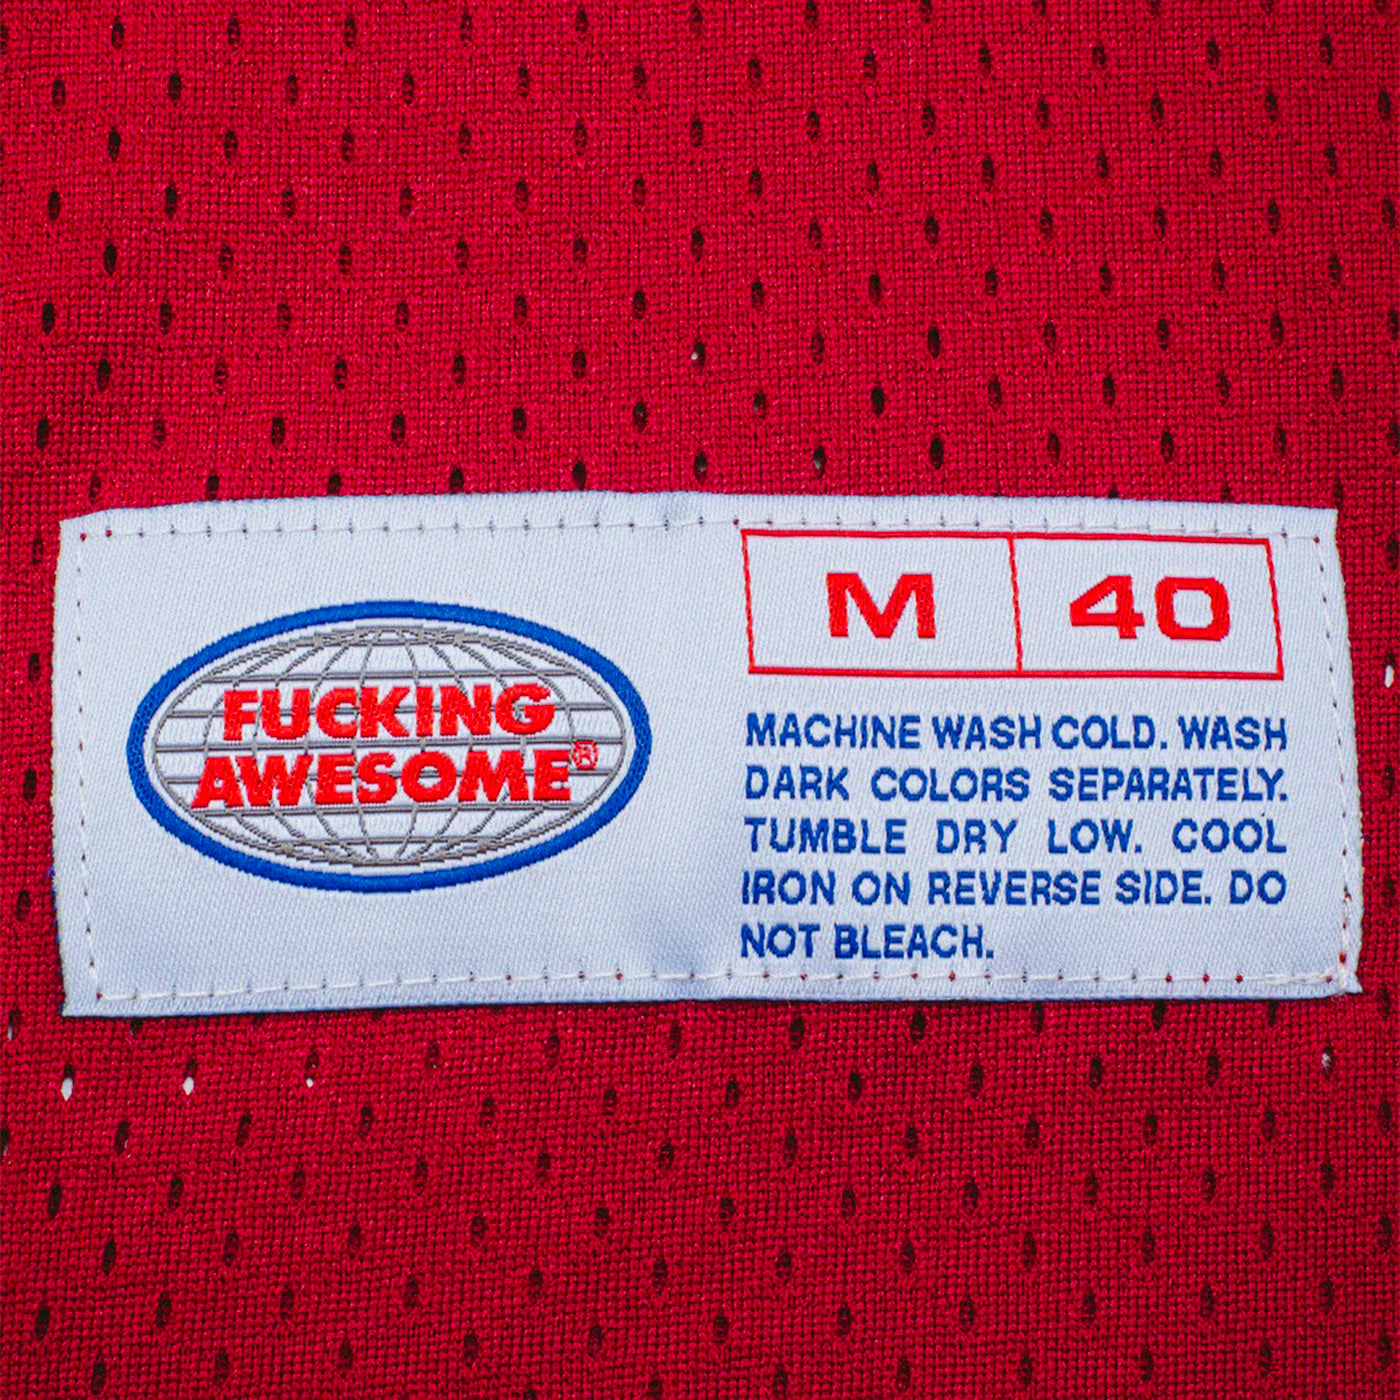 FUCKING
AWESOME®
M 40
MACHINE WASH COLD. WASH
DARK COLORS SEPARATELY.
TUMBLE DRY LOW. COOL
IRON ON REVERSE SIDE. DO
NOT BLEACH.